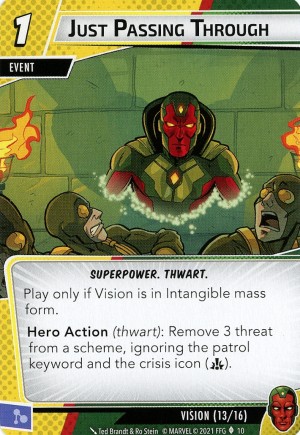 1
JUST PASSING THROUGH
EVENT
SUPERPOWER. THWART.
Play only if Vision is in Intangible mass
form.
Hero Action (thwart): Remove 3 threat
from a scheme, ignoring the patrol
keyword and the crisis icon ().
VISION (13/16)
Ted Brandt & Ro Stein © MARVEL © 2021 FFG 10